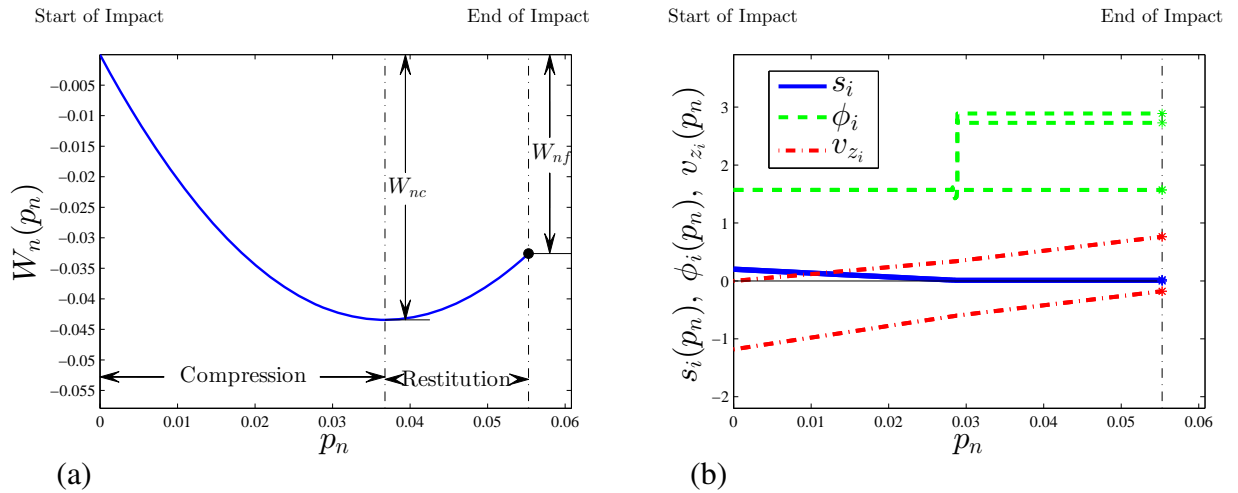 Start of Impact
End of Impact
Start of Impact
End of Impact
W_n(p_n)
−0.005
−0.01
−0.015
−0.02
−0.025
−0.03
−0.035
−0.04
−0.045
−0.05
−0.055
W_{nc}
W_{nf}
Compression
Restitution
0
0.01
0.02
0.03
0.04
0.05
0.06
p_n
(a)
s_i(p_n), ϕ_i(p_n), v_{z_i}(p_n)
s_i
ϕ_i
v_{z_i}
3
2
1
0
−1
−2
0
0.01
0.02
0.03
0.04
0.05
0.06
p_n
(b)